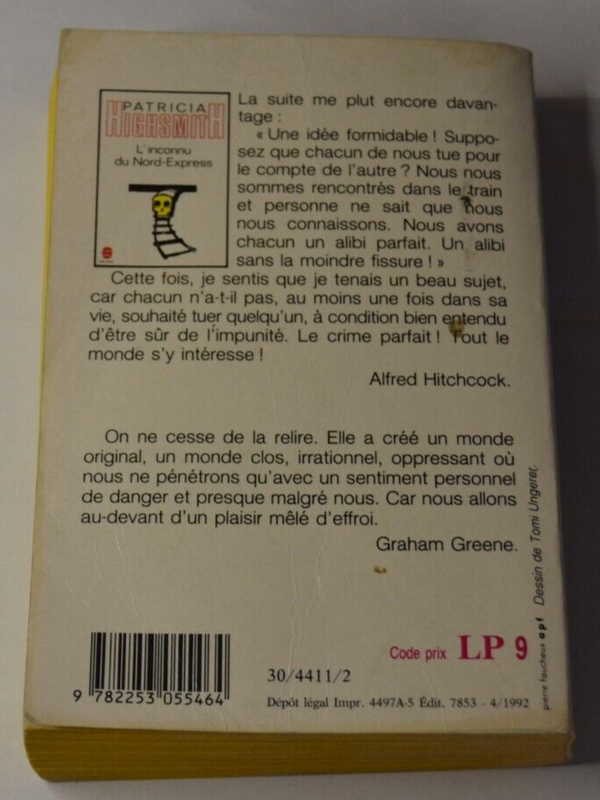 PATRICIA
HIGHSMITH
L'inconnu
du Nord-Express
La suite me plut encore davan-
tage :
« Une idée formidable ! Suppo-
sez que chacun de nous tue pour
le compte de l'autre ? Nous nous
sommes rencontrés dans le train
et personne ne sait que nous
nous connaissons. Nous avons
chacun un alibi parfait. Un alibi
sans la moindre fissure ! »
Cette fois, je sentis que je tenais un beau sujet,
car chacun n'a-t-il pas, au moins une fois dans sa
vie, souhaité tuer quelqu'un, à condition bien entendu
d'être sûr de l'impunité. Le crime parfait ! Tout le
monde s'y intéresse !
Alfred Hitchcock.
On ne cesse de la relire. Elle a créé un monde
original, un monde clos, irrationnel, oppressant où
nous ne pénétrons qu'avec un sentiment personnel
de danger et presque malgré nous. Car nous allons
au-devant d'un plaisir mêlé d'effroi.
Graham Greene.
pierre faucheux apf Dessin de Tomi Ungerer.
Code prix LP 9
30/4411/2
9 782253 055464
Dépôt légal Impr. 4497A-5 Édit. 7853 - 4/1992